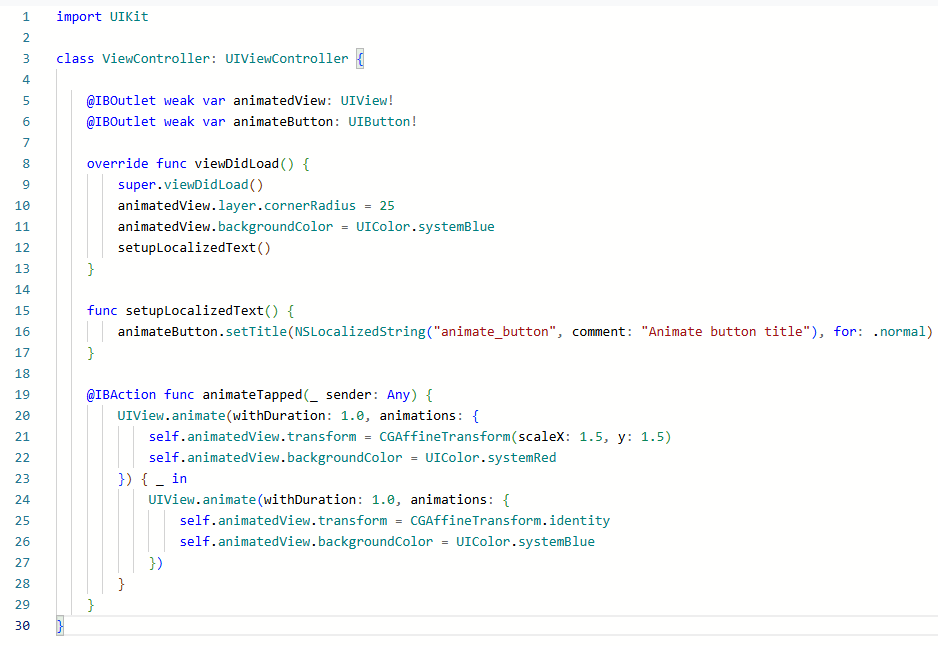 1 import UIKit
2
3 class ViewController: UIViewController {
4
5 @IBOutlet weak var animatedView: UIView!
6 @IBOutlet weak var animateButton: UIButton!
7
8 override func viewDidLoad() {
9 super.viewDidLoad()
10 animatedView.layer.cornerRadius = 25
11 animatedView.backgroundColor = UIColor.systemBlue
12 setupLocalizedText()
13 }
14
15 func setupLocalizedText() {
16 animateButton.setTitle(NSLocalizedString("animate_button", comment: "Animate button title"), for: .normal)
17 }
18
19 @IBAction func animateTapped(_ sender: Any) {
20 UIView.animate(withDuration: 1.0, animations: {
21 self.animatedView.transform = CGAffineTransform(scaleX: 1.5, y: 1.5)
22 self.animatedView.backgroundColor = UIColor.systemRed
23 }) { _ in
24 UIView.animate(withDuration: 1.0, animations: {
25 self.animatedView.transform = CGAffineTransform.identity
26 self.animatedView.backgroundColor = UIColor.systemBlue
27 })
28 }
29 }
30 }